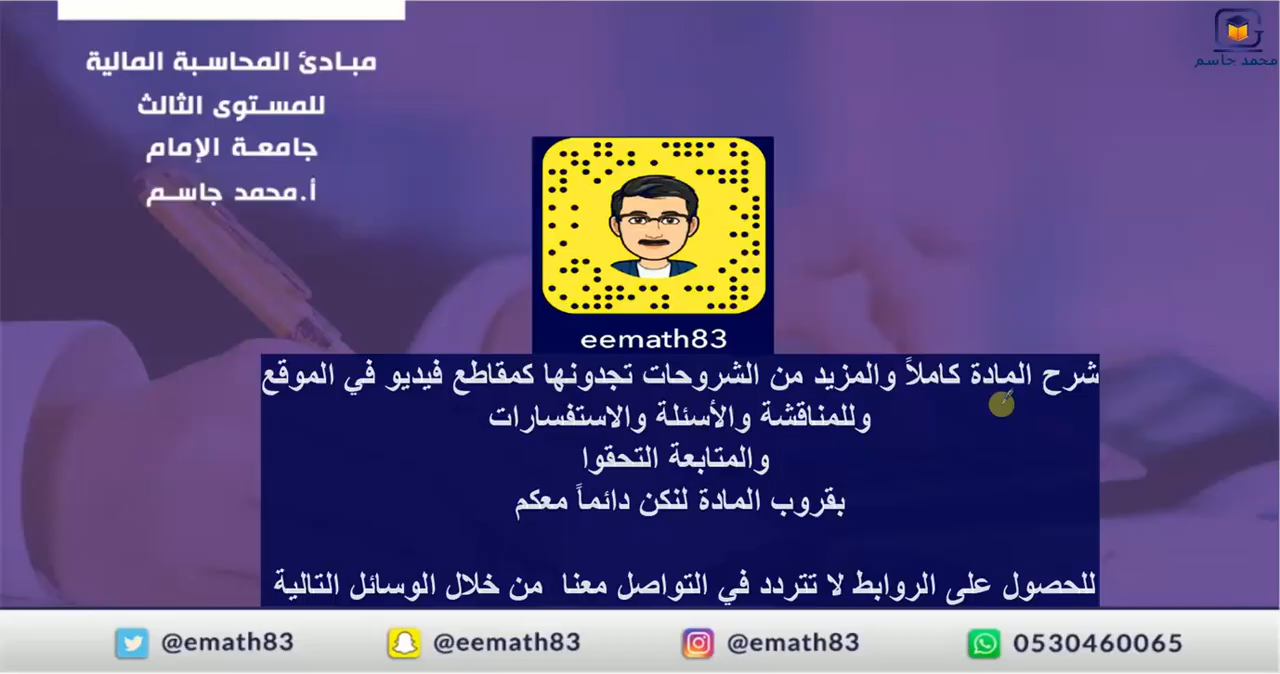 مبادئ المحاسبة المالية
للمستوى الثالث
جامعة الإمام
أ.محمد جاسم
محمد جاسم
eemath83
شرح المادة كاملاً والمزيد من الشروحات تجدونها كمقاطع فيديو في الموقع
وللمناقشة والأسئلة والاستفسارات
والمتابعة التحقوا
بقروب المادة لنكن دائماً معكم
للحصول على الروابط لا تتردد في التواصل معنا من خلال الوسائل التالية
@emath83
@eemath83
@emath83
0530460065